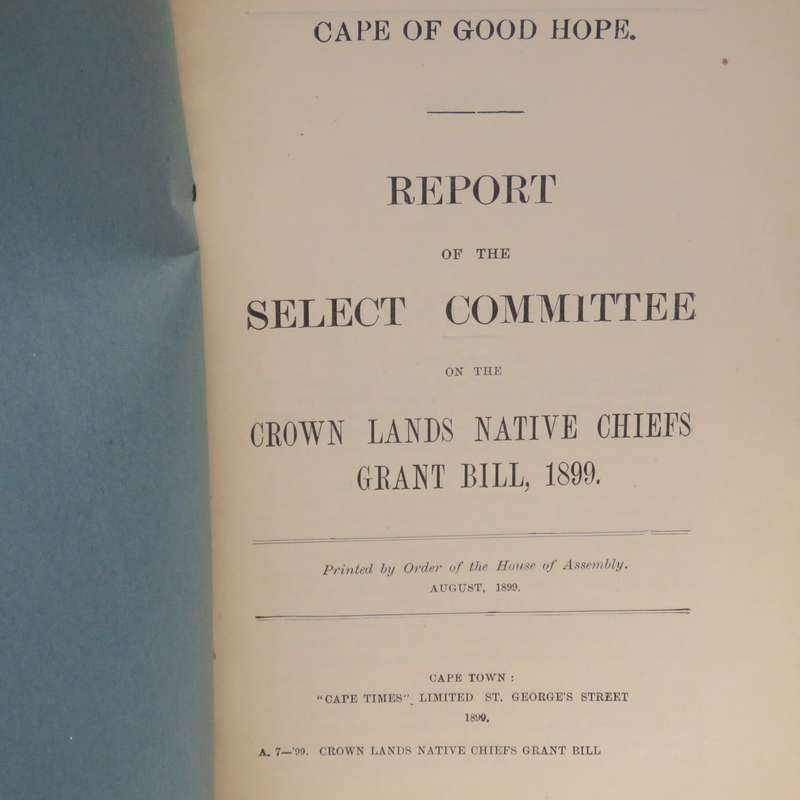 CAPE OF GOOD HOPE.
REPORT
OF THE
SELECT COMMITTEE
ON THE
CROWN LANDS NATIVE CHIEFS
GRANT BILL, 1899.
Printed by Order of the House of Assembly.
AUGUST, 1899.
CAPE TOWN :
"CAPE TIMES". LIMITED ST. GEORGE'S STREET
1899.
A. 7—'99. CROWN LANDS NATIVE CHIEFS GRANT BILL